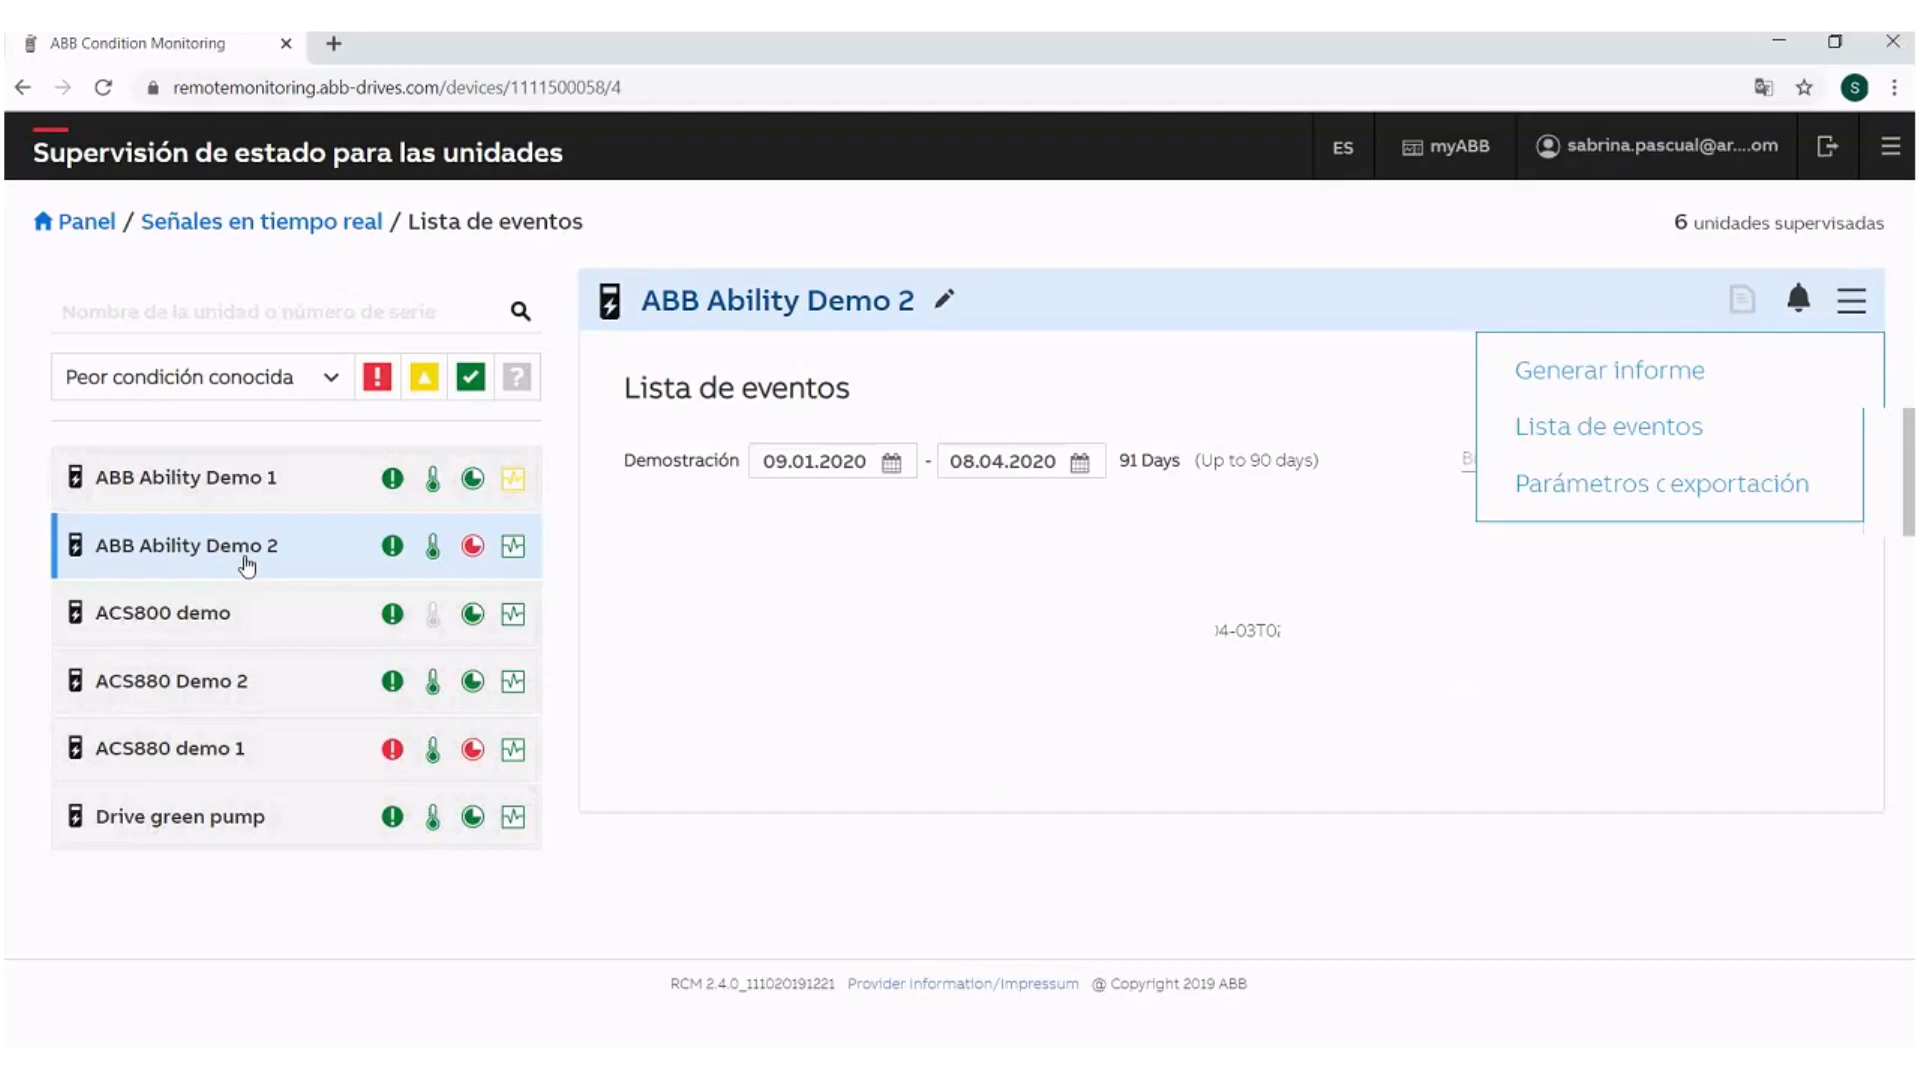 ABB Condition Monitoring
remotemonitoring.abb-drives.com/devices/1111500058/4
S
Supervisión de estado para las unidades
ES
myABB
sabrina.pascual@ar....om
Panel / Señales en tiempo real / Lista de eventos
6 unidades supervisadas
Nombre de la unidad o número de serie
Peor condición conocida
ABB Ability Demo 1
ABB Ability Demo 2
ACS800 demo
ACS880 Demo 2
ACS880 demo 1
Drive green pump
ABB Ability Demo 2
Generar informe
Lista de eventos
Parámetros exportación
Lista de eventos
Demostración 09.01.2020 - 08.04.2020 91 Days (Up to 90 days)
RCM 2.4.0_111020191221 Provider information/Impressum @ Copyright 2019 ABB